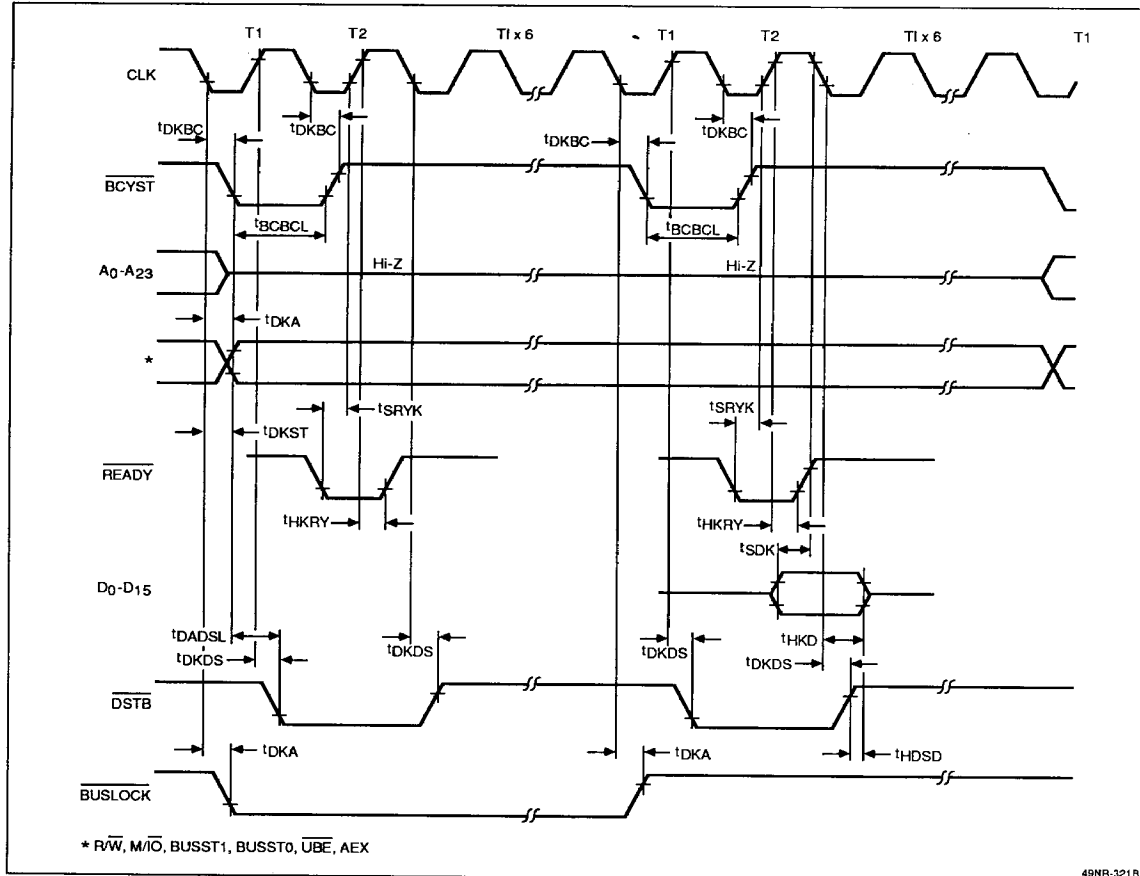 T1 T2 TI x 6 T1 T2 TI x 6 T1
CLK
tDKBC tDKBC tDKBC tDKBC
BCYST
tBCBCL tBCBCL
A0-A23 Hi-Z Hi-Z
tDKA
*
tSRYK tSRYK
tDKST
READY
tHKRY tHKRY
tSDK
D0-D15
tDADSL tHKD
tDKDS tDKDS tDKDS tDKDS
DSTB
tDKA tDKA tHDSD
BUSLOCK
* R/W, M/IO, BUSST1, BUSST0, UBE, AEX
49NR-321B